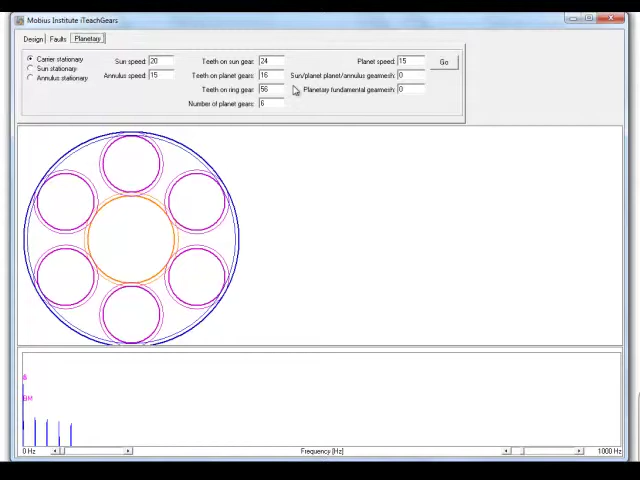 Mobius Institute iTeachGears
Design Faults Planetary
Carrier stationary Sun speed: 20 Teeth on sun gear: 24 Planet speed: 15 Go
Sun stationary Annulus speed: 15 Teeth on planet gears: 16 Sun/planet planet/annulus gearmesh: 0
Annulus stationary Teeth on ring gear: 56 Planetary fundamental gearmesh: 0
Number of planet gears: 6
0 Hz Frequency [Hz] 1000 Hz